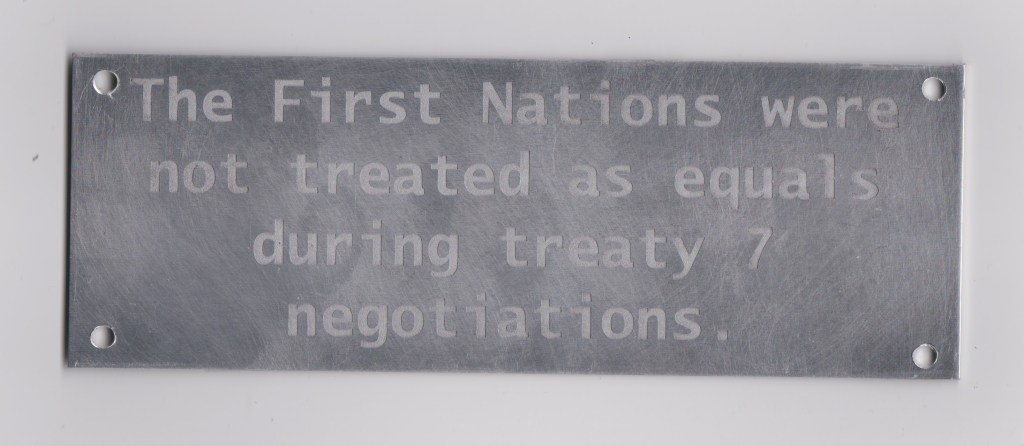 The First Nations were
not treated as equals
during treaty 7
negotiations.